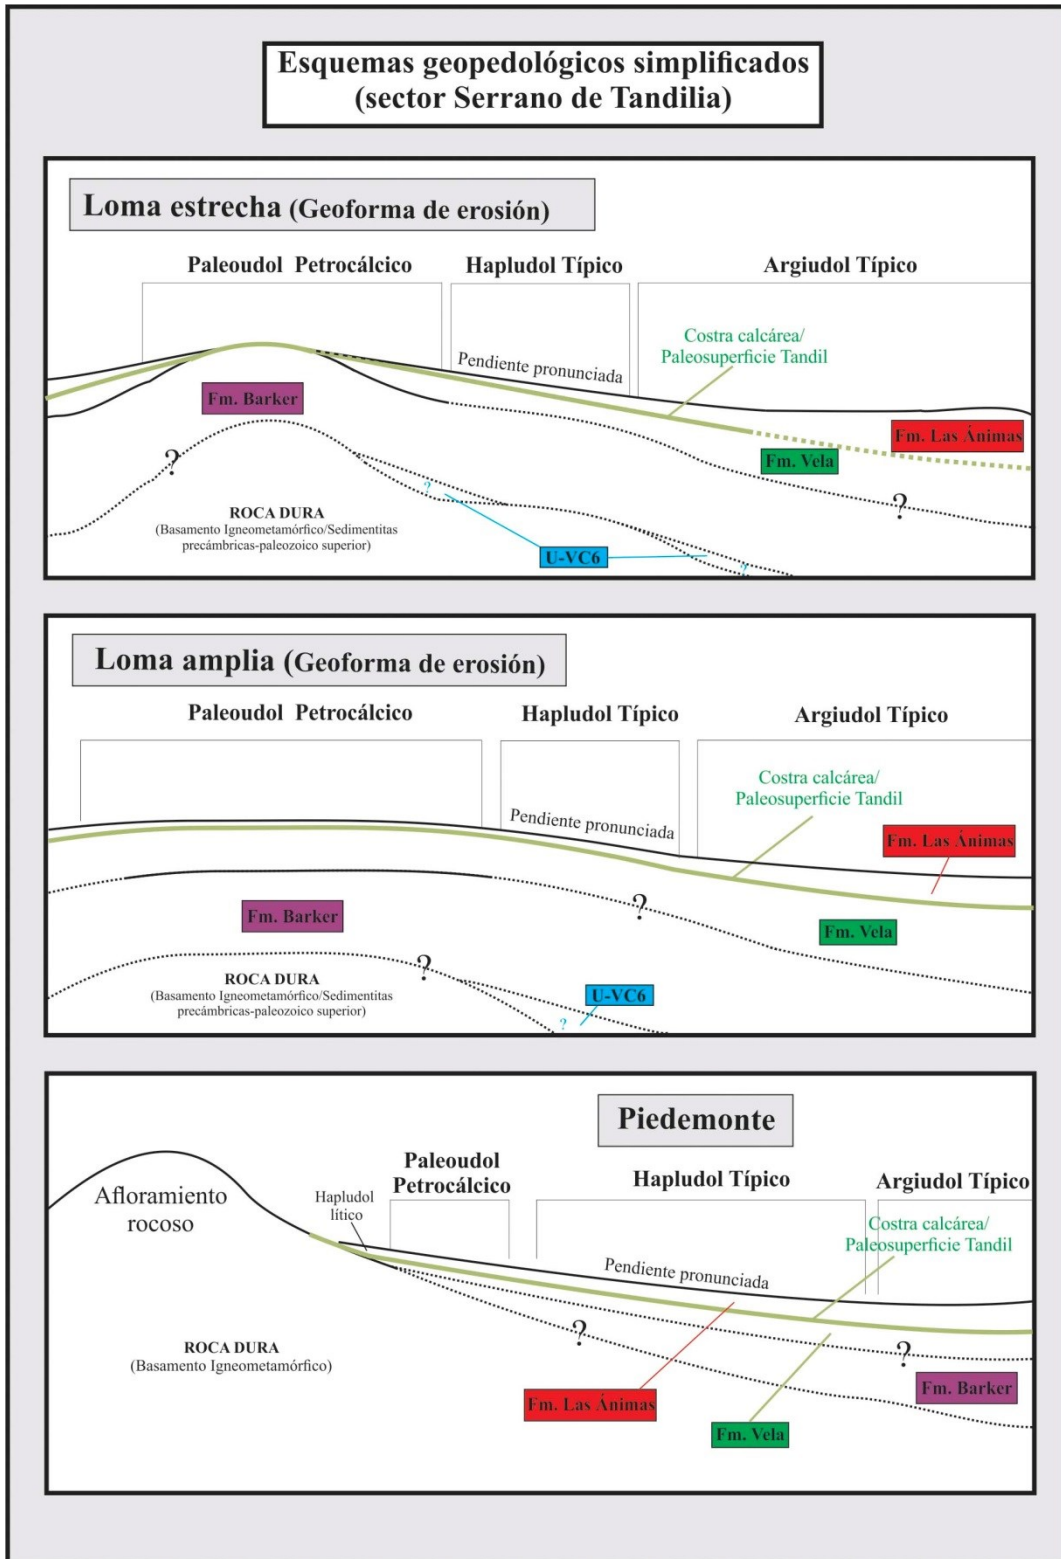 Esquemas geopedológicos simplificados
(sector Serrano de Tandilia)
Loma estrecha (Geoforma de erosión)
Paleoudol Petrocálcico
Hapludol Típico
Argiudol Típico
Costra calcárea/
Paleosuperficie Tandil
Pendiente pronunciada
Fm. Barker
Fm. Las Ánimas
Fm. Vela
?
?
?
ROCA DURA
(Basamento Igneometamórfico/Sedimentitas
precámbricas-paleozoico superior)
U-VC6
?
Loma amplia (Geoforma de erosión)
Paleoudol Petrocálcico
Hapludol Típico
Argiudol Típico
Costra calcárea/
Paleosuperficie Tandil
Pendiente pronunciada
Fm. Las Ánimas
?
Fm. Barker
Fm. Vela
?
ROCA DURA
(Basamento Igneometamórfico/Sedimentitas
precámbricas-paleozoico superior)
U-VC6
?
Piedemonte
Paleoudol
Petrocálcico
Hapludol Típico
Argiudol Típico
Afloramiento
rocoso
Hapludol
lítico
Costra calcárea/
Paleosuperficie Tandil
Pendiente pronunciada
?
?
ROCA DURA
(Basamento Igneometamórfico)
Fm. Barker
Fm. Las Ánimas
Fm. Vela